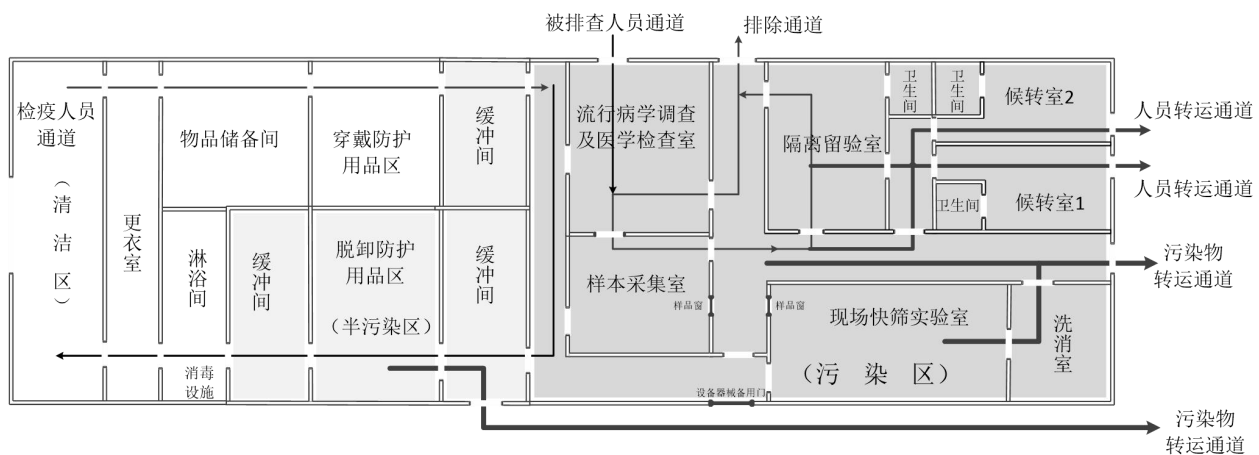 被排查人员通道
排除通道
检疫人员
通道
（清洁区）
更衣室
物品储备间
穿戴防护
用品区
缓冲间
流行病学调查
及医学检查室
隔离留验室
卫生间
卫生间
候转室2
人员转运通道
人员转运通道
卫生间
候转室1
淋浴间
缓冲间
脱卸防护
用品区
（半污染区）
缓冲间
样本采集室
样品窗
样品窗
现场快筛实验室
（污 染 区）
洗消室
污染物
转运通道
消毒
设施
设备器械备用门
污染物
转运通道